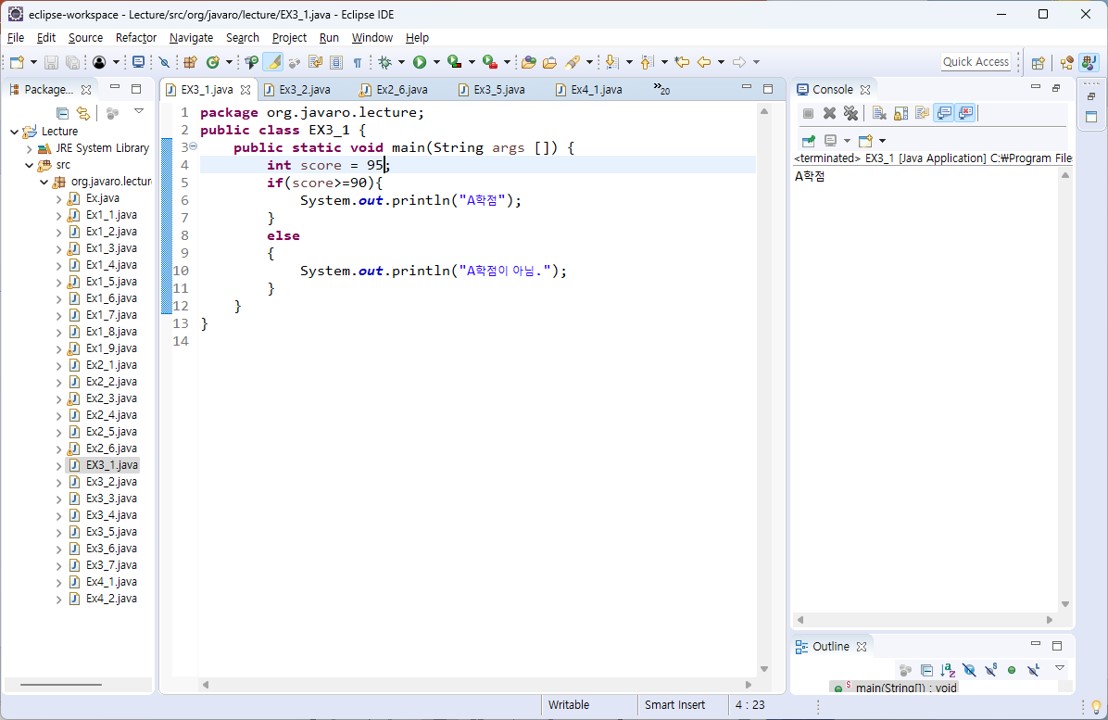 eclipse-workspace - Lecture/src/org/javaro/lecture/EX3_1.java - Eclipse IDE
File Edit Source Refactor Navigate Search Project Run Window Help
Quick Access
Package...
Lecture
JRE System Library
src
org.javaro.lectur
Ex.java
Ex1_1.java
Ex1_2.java
Ex1_3.java
Ex1_4.java
Ex1_5.java
Ex1_6.java
Ex1_7.java
Ex1_8.java
Ex1_9.java
Ex2_1.java
Ex2_2.java
Ex2_3.java
Ex2_4.java
Ex2_5.java
Ex2_6.java
EX3_1.java
Ex3_2.java
Ex3_3.java
Ex3_4.java
Ex3_5.java
Ex3_6.java
Ex3_7.java
Ex4_1.java
Ex4_2.java
EX3_1.java Ex3_2.java Ex2_6.java Ex3_5.java Ex4_1.java »20
1 package org.javaro.lecture;
2 public class EX3_1 {
3 public static void main(String args []) {
4 int score = 95;
5 if(score>=90){
6 System.out.println("A학점");
7 }
8 else
9 {
10 System.out.println("A학점이 아님.");
11 }
12 }
13 }
14
Console
<terminated> EX3_1 [Java Application] C:₩Program File
A학점
Outline
main(String[]) : void
Writable Smart Insert 4 : 23